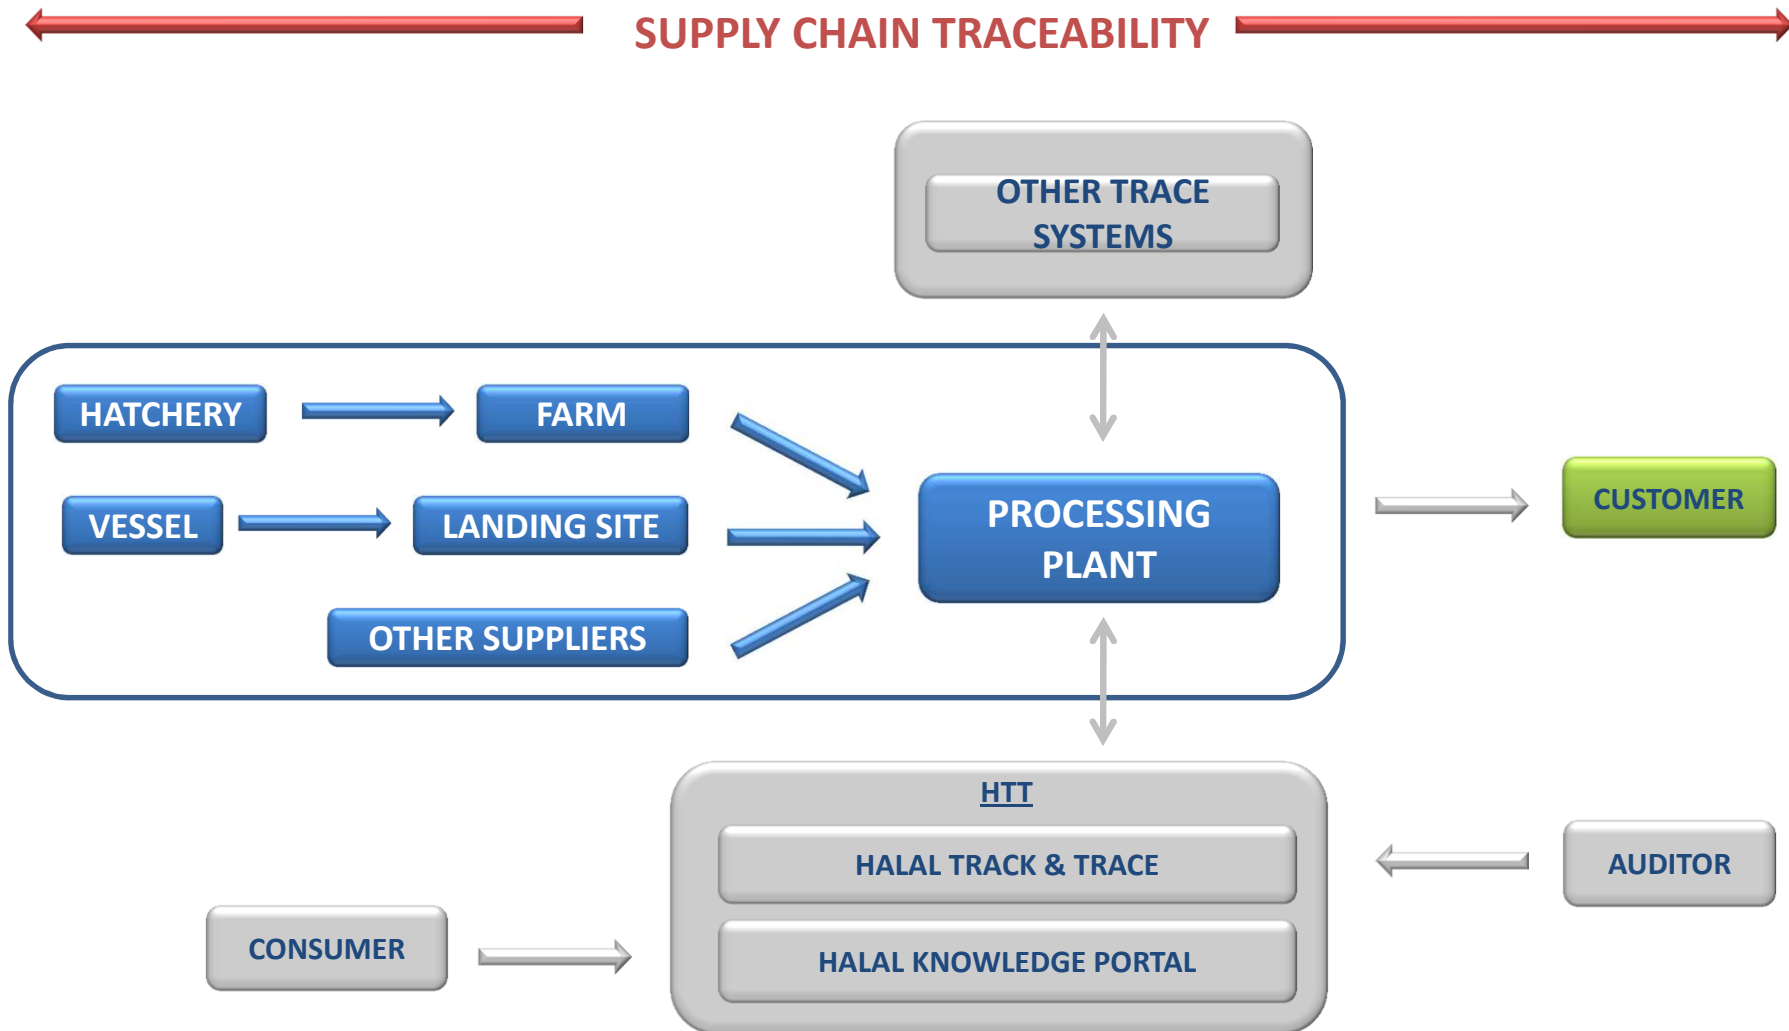 SUPPLY CHAIN TRACEABILITY
OTHER TRACE
SYSTEMS
HATCHERY
FARM
VESSEL
LANDING SITE
OTHER SUPPLIERS
PROCESSING
PLANT
CUSTOMER
HTT
HALAL TRACK & TRACE
HALAL KNOWLEDGE PORTAL
AUDITOR
CONSUMER